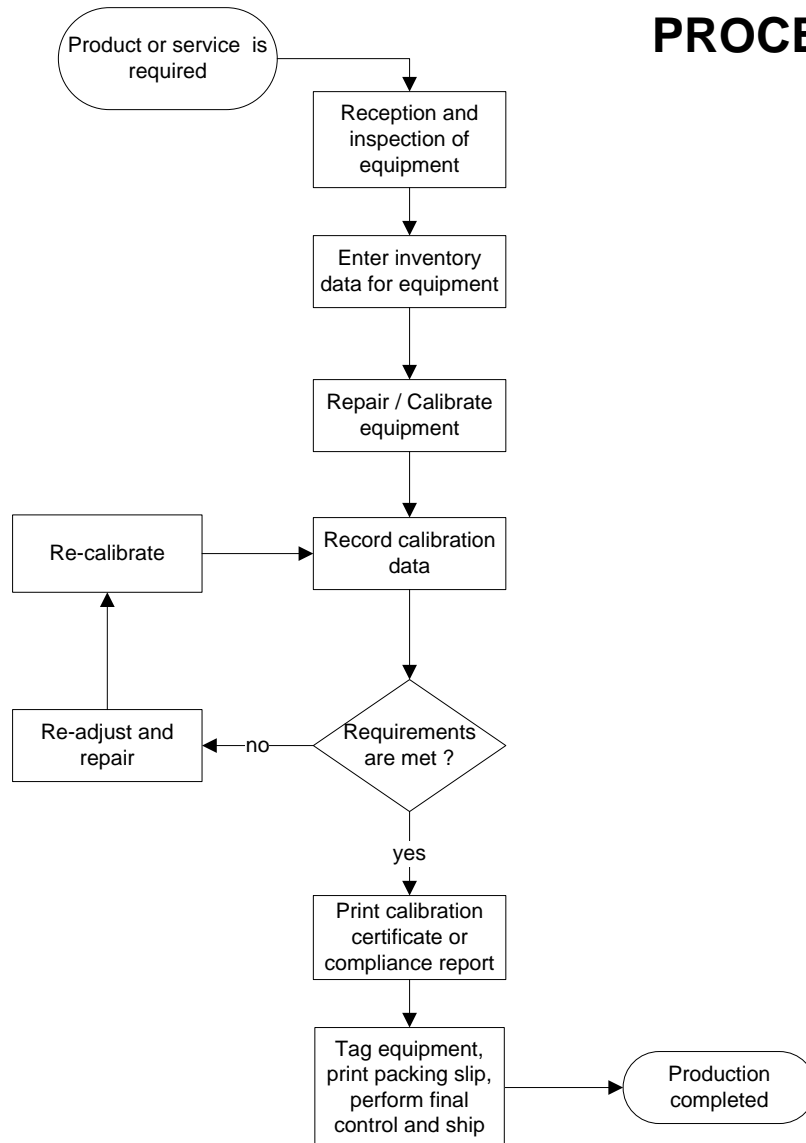 PROCE
Product or service is
required
Reception and
inspection of
equipment
Enter inventory
data for equipment
Repair / Calibrate
equipment
Re-calibrate
Record calibration
data
Re-adjust and
repair
no
Requirements
are met ?
yes
Print calibration
certificate or
compliance report
Tag equipment,
print packing slip,
perform final
control and ship
Production
completed